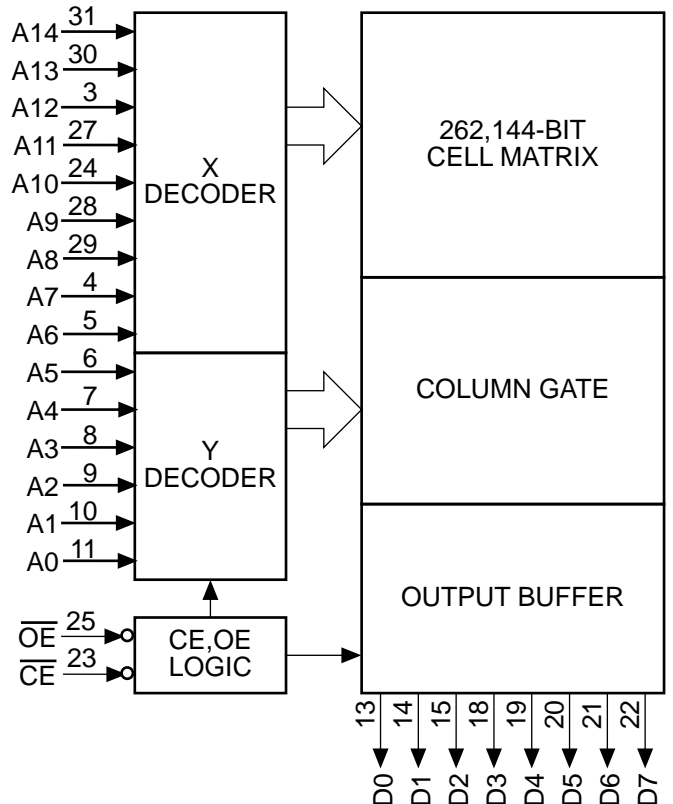 A14 31
A13 30
A12 3
A11 27
A10 24
A9 28
A8 29
A7 4
A6 5
A5 6
A4 7
A3 8
A2 9
A1 10
A0 11
OE 25
CE 23
X
DECODER
Y
DECODER
CE,OE
LOGIC
262,144-BIT
CELL MATRIX
COLUMN GATE
OUTPUT BUFFER
13 14 15 18 19 20 21 22
D0 D1 D2 D3 D4 D5 D6 D7